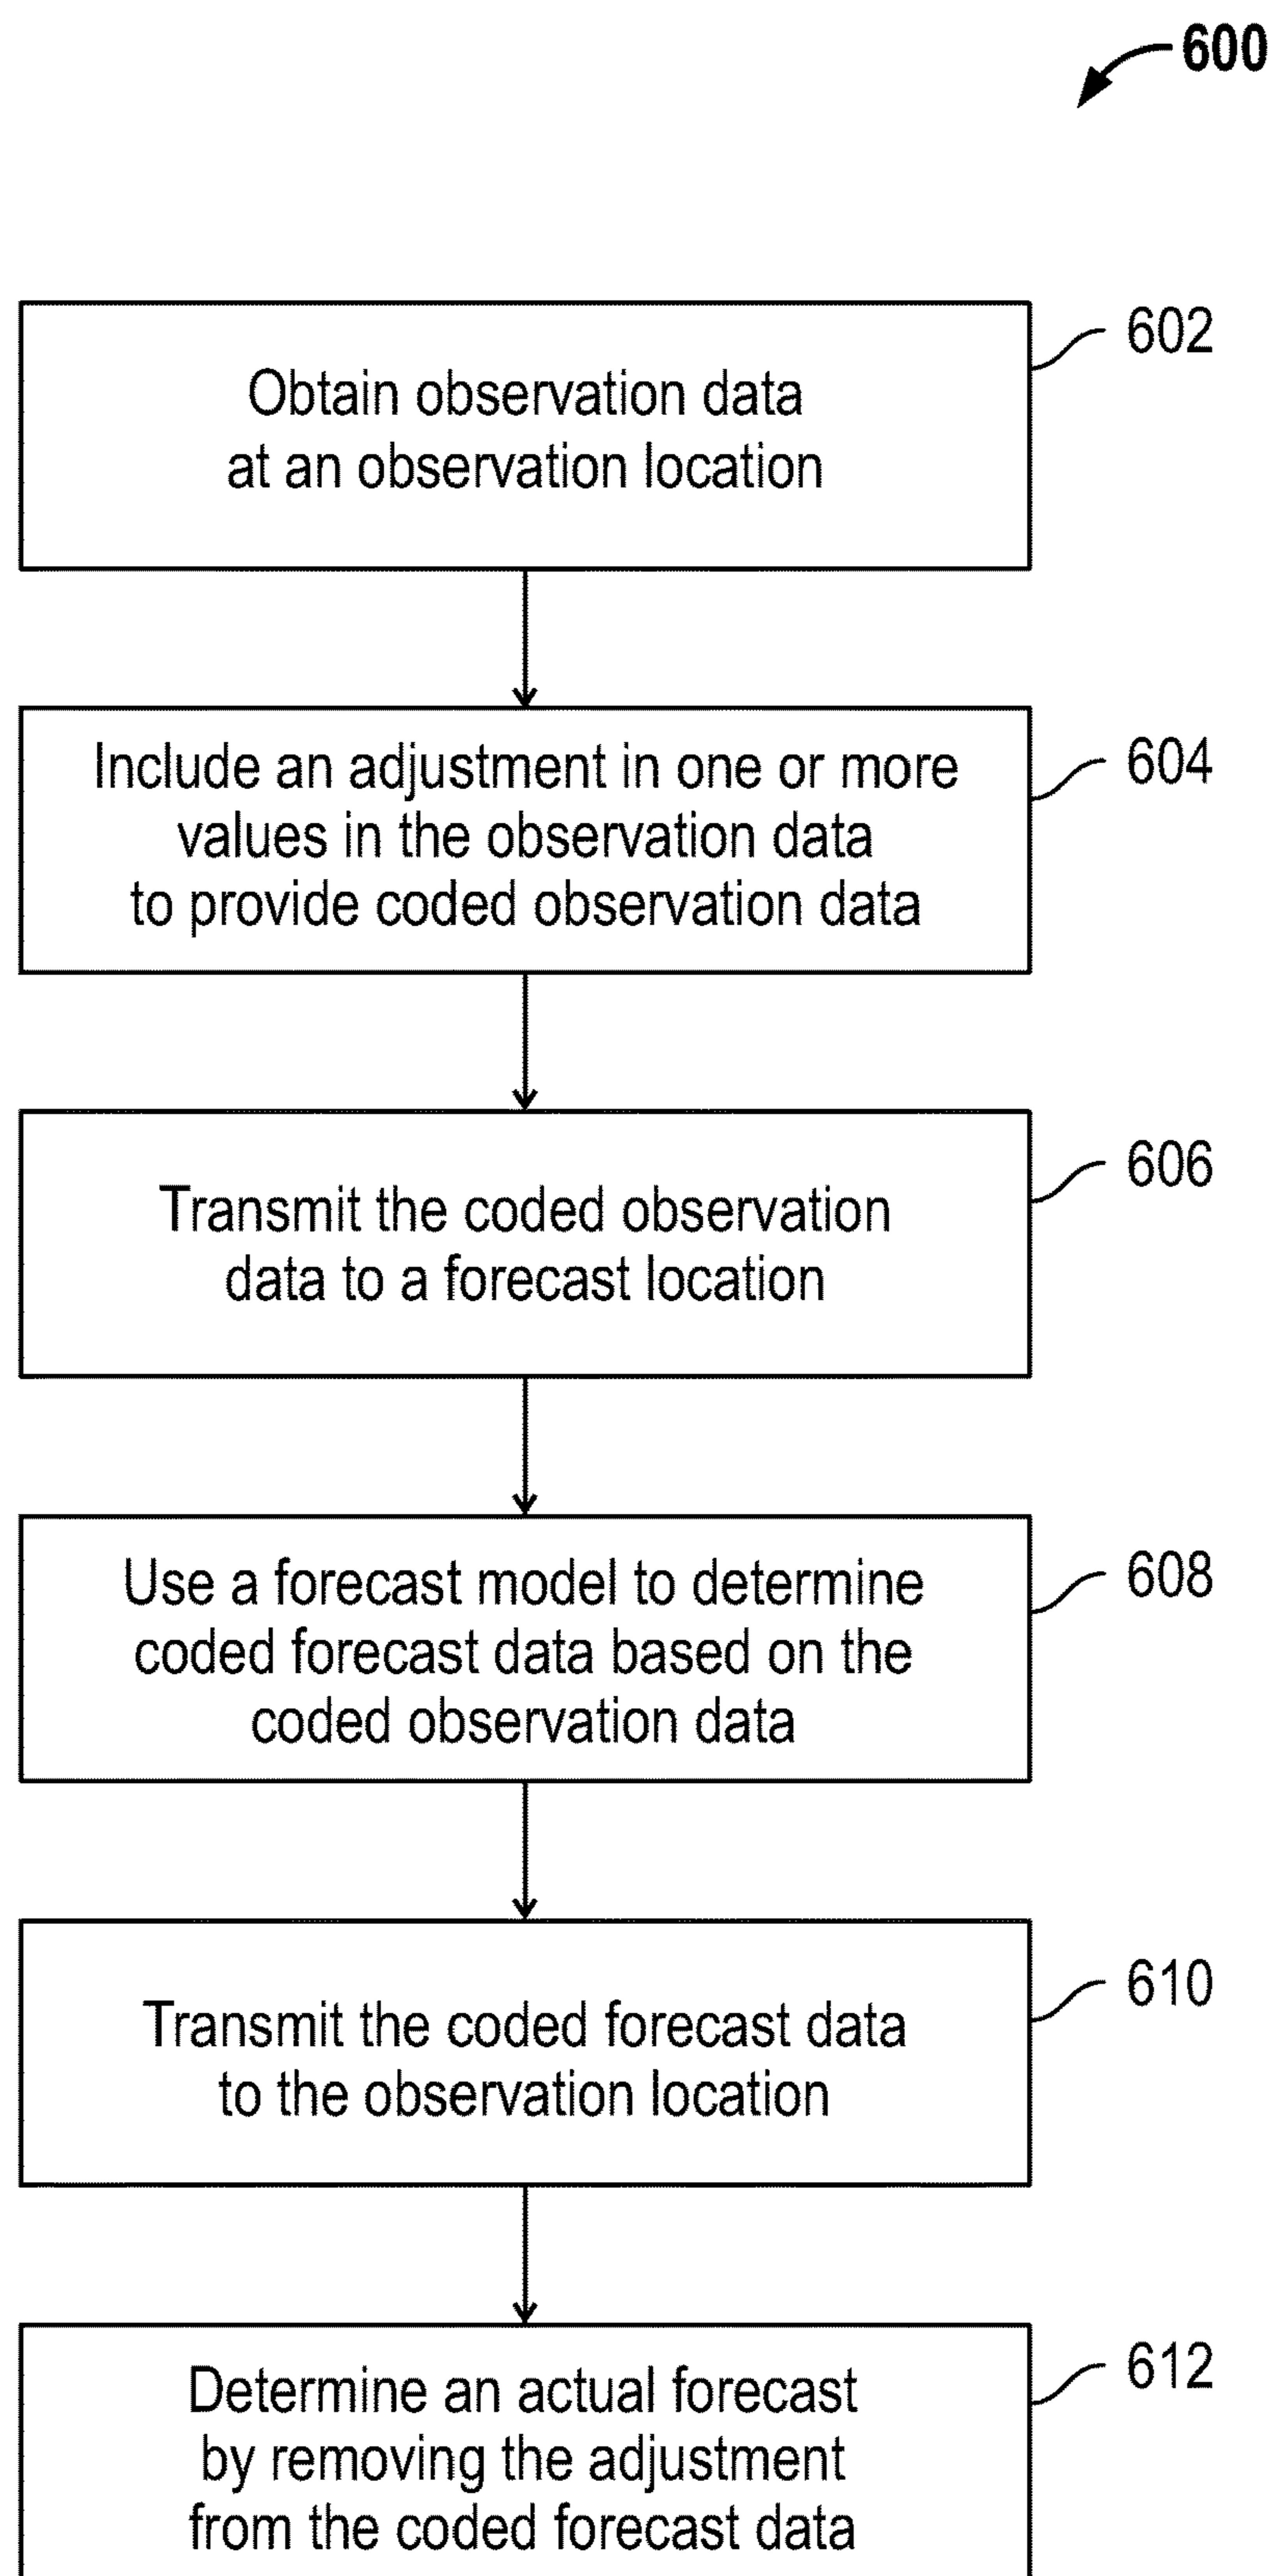 600
Obtain observation data
at an observation location
602
Include an adjustment in one or more
values in the observation data
to provide coded observation data
604
Transmit the coded observation
data to a forecast location
606
Use a forecast model to determine
coded forecast data based on the
coded observation data
608
Transmit the coded forecast data
to the observation location
610
Determine an actual forecast
by removing the adjustment
from the coded forecast data
612